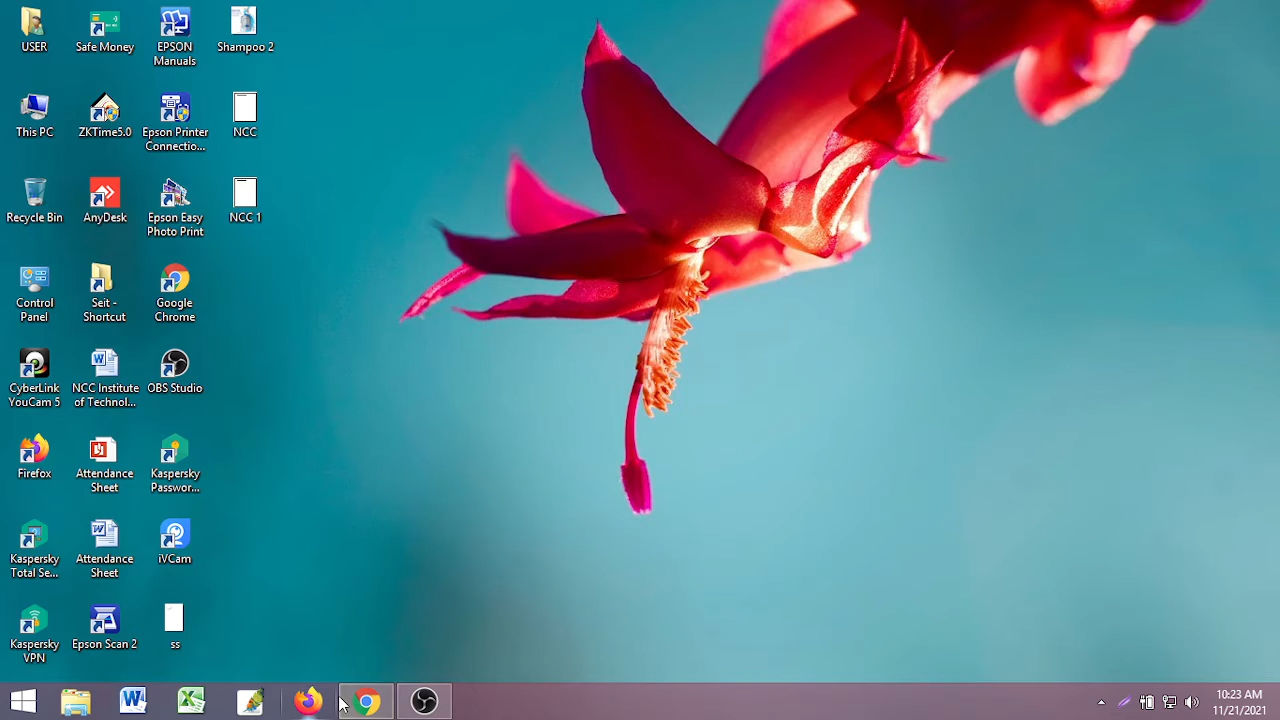 USER
Safe Money
EPSON
Manuals
Shampoo 2
This PC
ZKTime5.0
Epson Printer
Connectio...
NCC
Recycle Bin
AnyDesk
Epson Easy
Photo Print
NCC 1
Control
Panel
Seit -
Shortcut
Google
Chrome
CyberLink
YouCam 5
NCC Institute
of Technol...
OBS Studio
Firefox
Attendance
Sheet
Kaspersky
Passwor...
Kaspersky
Total Se...
Attendance
Sheet
iVCam
Kaspersky
VPN
Epson Scan 2
ss
10:23 AM
11/21/2021